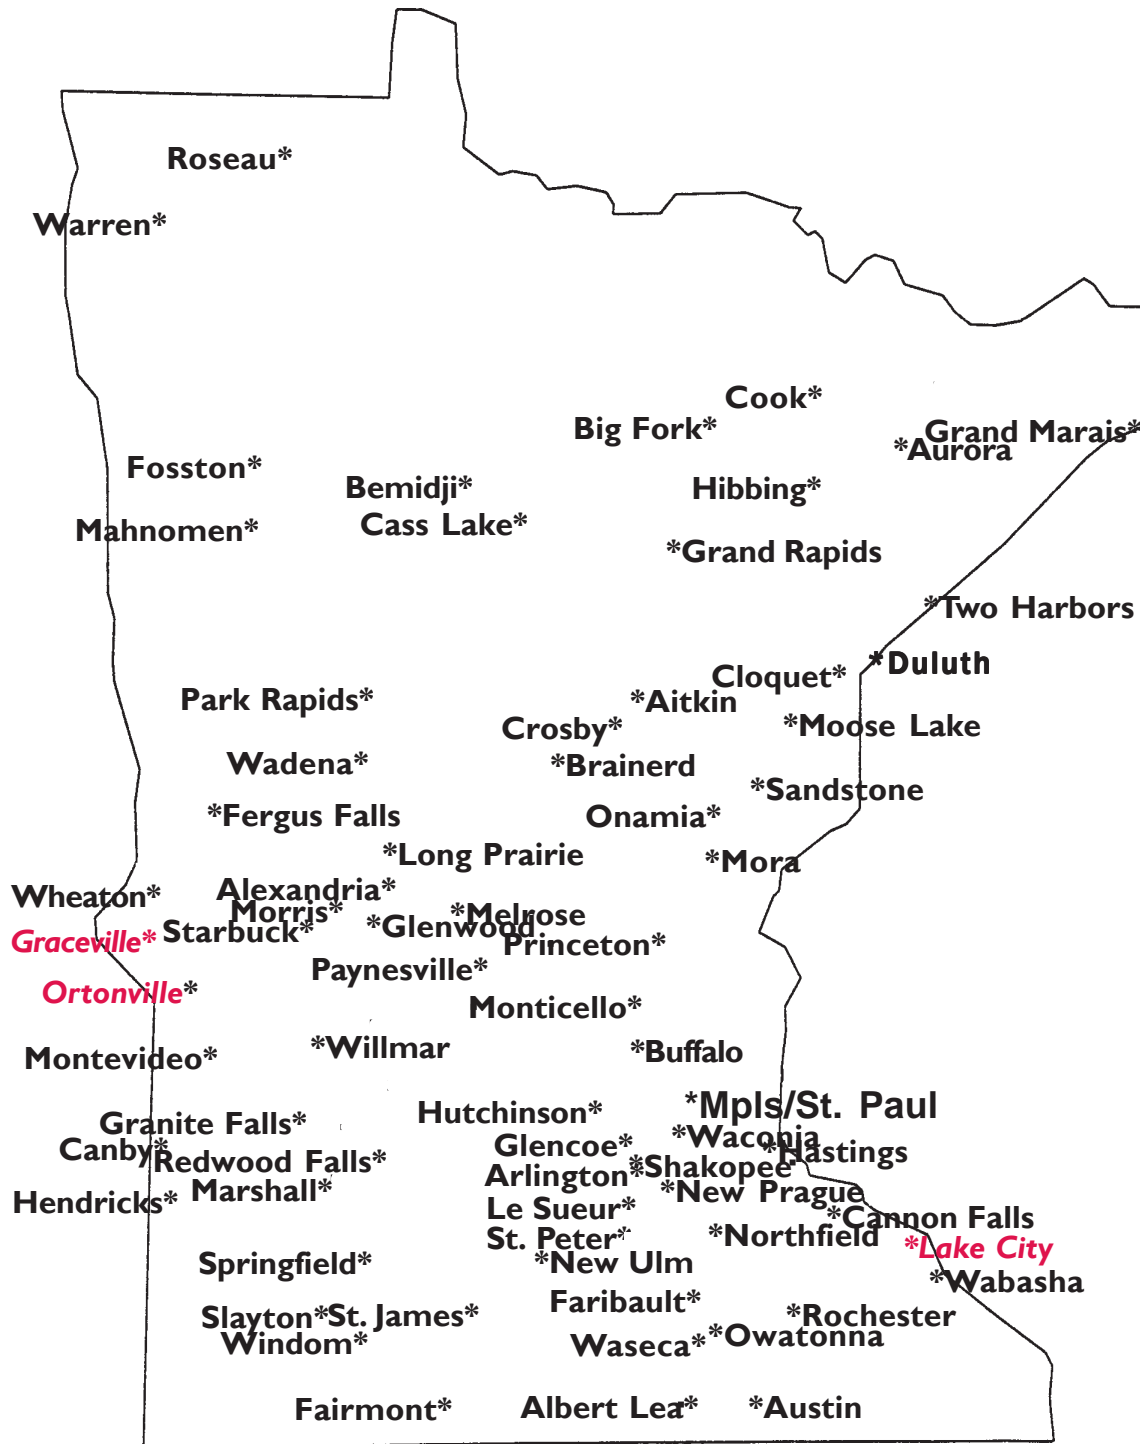 Roseau*
Warren*
Cook*
Big Fork*
Grand Marais*
*Aurora
Fosston*
Bemidji*
Hibbing*
Cass Lake*
Mahnomen*
*Grand Rapids
*Two Harbors
*Duluth
Cloquet*
Park Rapids*
*Aitkin
Crosby*
*Moose Lake
Wadena*
*Brainerd
*Sandstone
*Fergus Falls
Onamia*
*Long Prairie
*Mora
Wheaton*
Alexandria*
Morris*
*Melrose
Graceville*
Starbuck*
*Glenwood
Princeton*
Paynesville*
Ortonville*
Monticello*
Montevideo*
*Willmar
*Buffalo
*Mpls/St. Paul
Hutchinson*
Granite Falls*
*Waconia
Canby*
Glencoe*
*Hastings
Redwood Falls*
*Shakopee
Arlington*
Hendricks*
Marshall*
*New Prague
Le Sueur*
*Cannon Falls
St. Peter*
*Northfield
*Lake City
Springfield*
*New Ulm
*Wabasha
Faribault*
Slayton*
St. James*
*Rochester
Windom*
Waseca*
*Owatonna
Fairmont*
Albert Lea*
*Austin